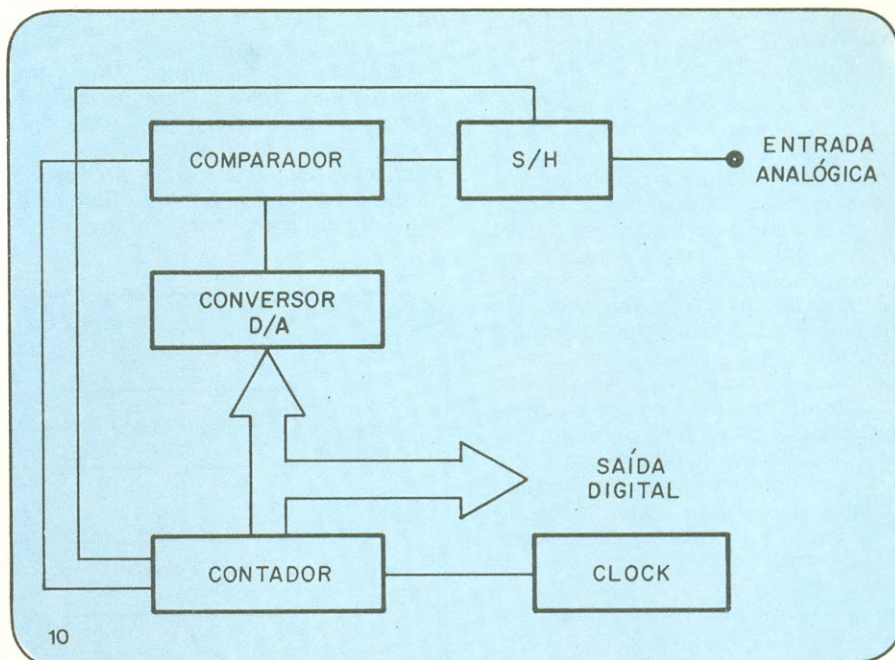 COMPARADOR
S/H
ENTRADA
ANALÓGICA
CONVERSOR
D/A
SAÍDA
DIGITAL
CONTADOR
CLOCK
10